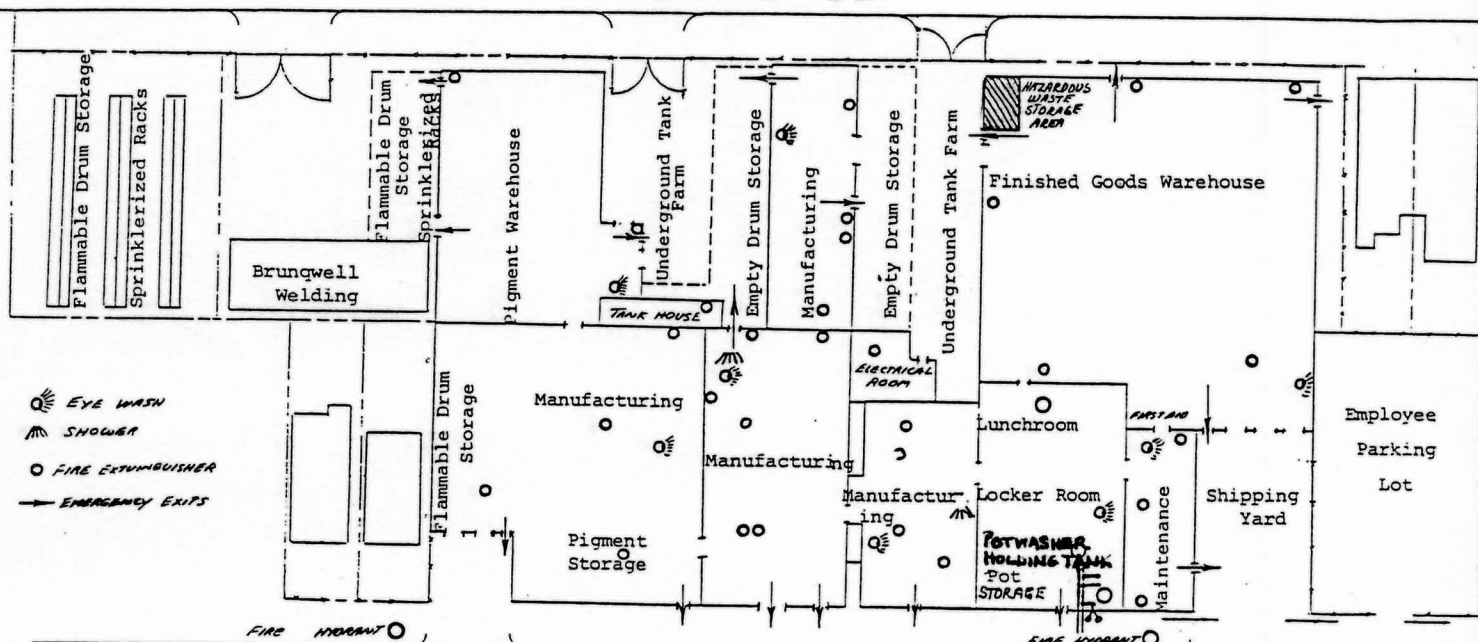 Flammable Drum Storage
Sprinklerized Racks
Flammable Drum
Storage
Sprinklerized
Racks
Pigment Warehouse
Underground Tank
Farm
Empty Drum Storage
Manufacturing
Empty Drum Storage
Underground Tank Farm
HAZARDOUS
WASTE
STORAGE
AREA
Finished Goods Warehouse
Brunqwell
Welding
TANK HOUSE
ELECTRICAL
ROOM
EYE WASH
SHOWER
FIRE EXTINGUISHER
EMERGENCY EXITS
Flammable Drum
Storage
Manufacturing
Manufacturing
Lunchroom
FIRST AID
Employee
Parking
Lot
Manufactur-
ing
Locker Room
Shipping
Yard
Maintenance
Pigment
Storage
POTWASHER
HOLDING TANK
Pot
STORAGE
FIRE HYDRANT
FIRE HYDRANT